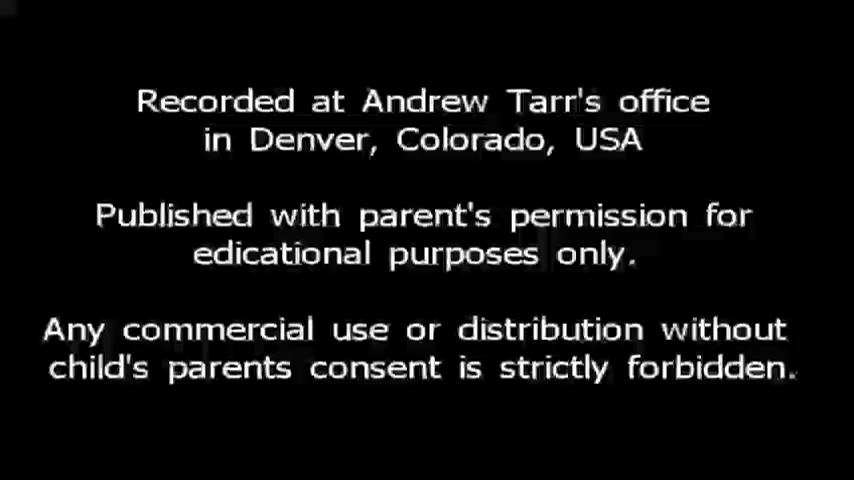 Recorded at Andrew Tarr's office
in Denver, Colorado, USA
Published with parent's permission for
edicational purposes only.
Any commercial use or distribution without
child's parents consent is strictly forbidden.